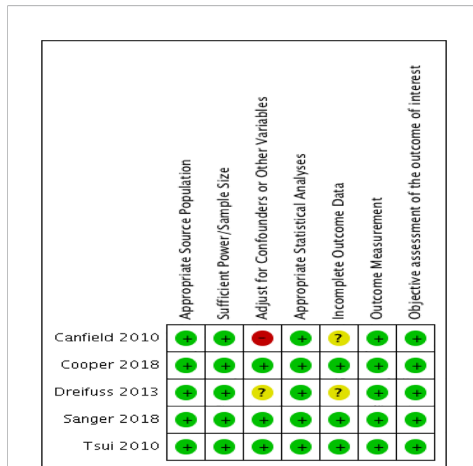 Appropriate Source Population
Sufficient Power/Sample Size
Adjust for Confounders or Other Variables
Appropriate Statistical Analyses
Incomplete Outcome Data
Outcome Measurement
Objective assessment of the outcome of interest
Canfield 2010 + + - + ? + +
Cooper 2018 + + + + + + +
Dreifuss 2013 + + ? + ? + +
Sanger 2018 + + + + + + +
Tsui 2010 + + + + + + +